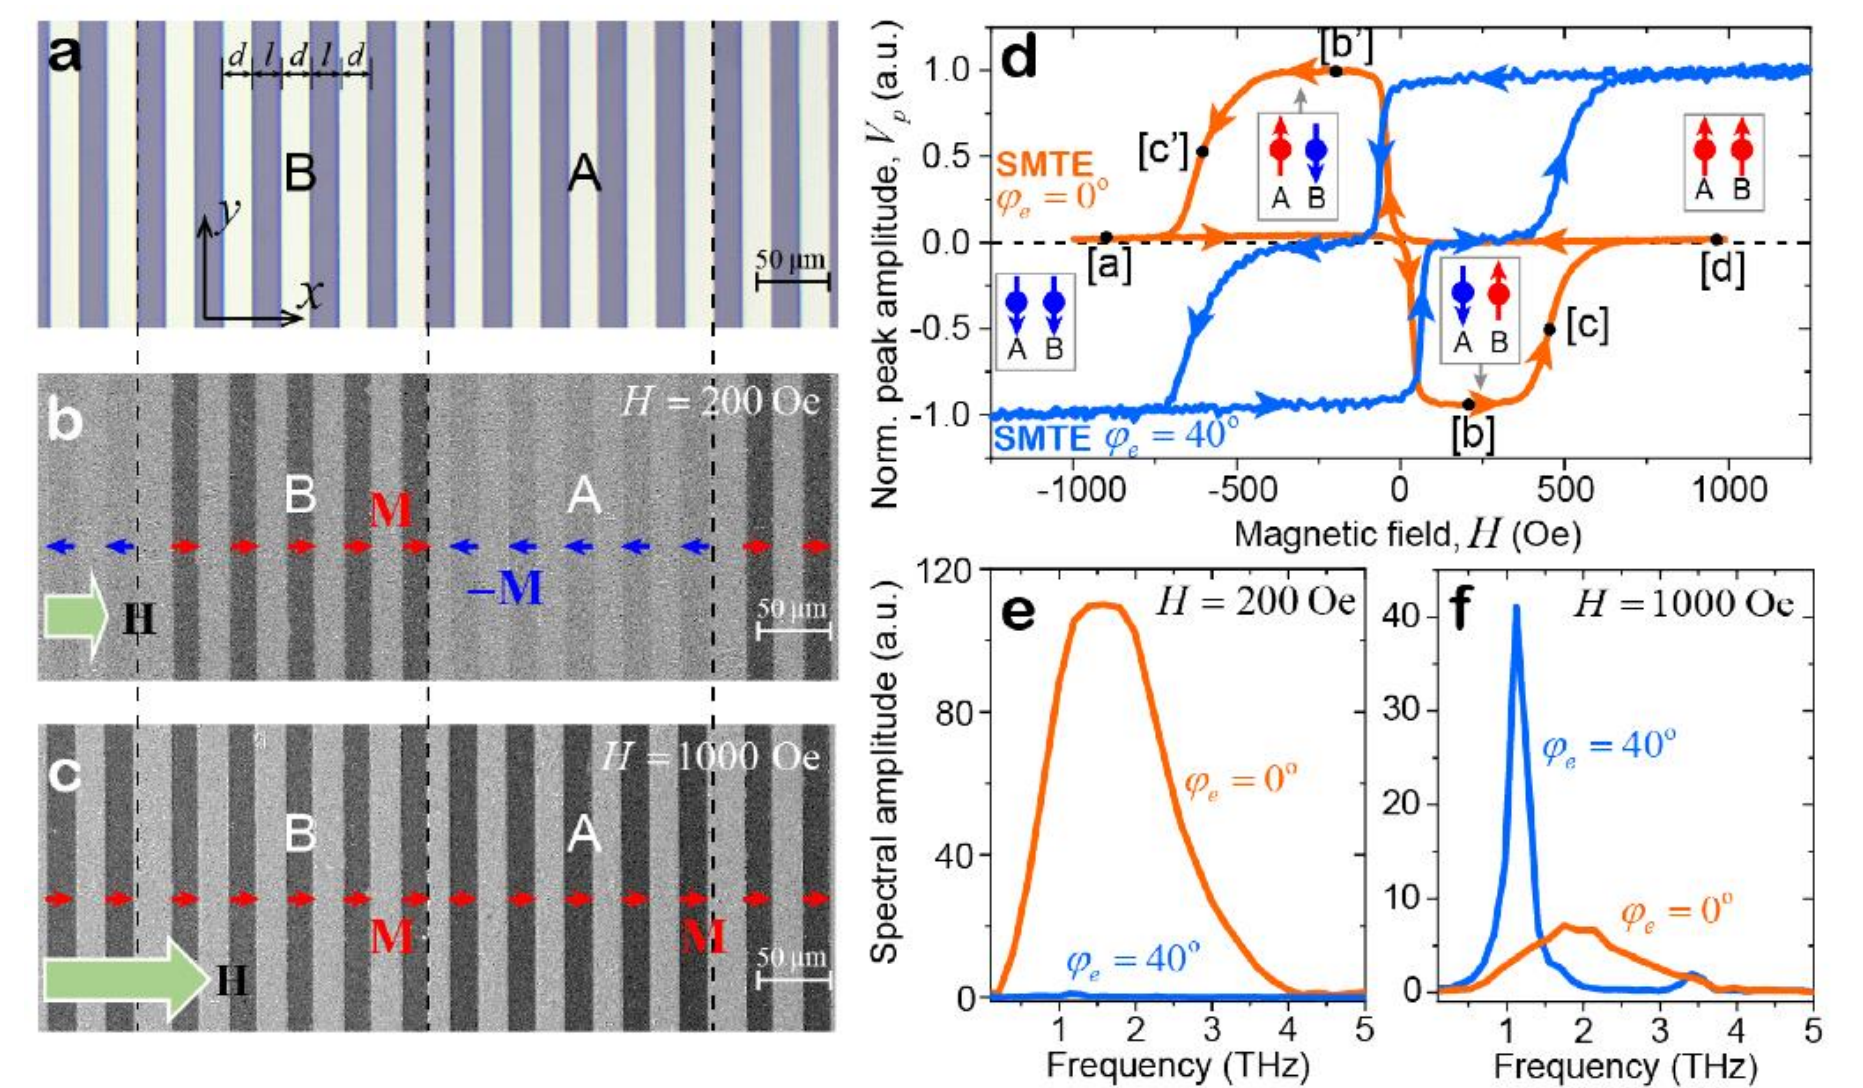 a
d l d l d
B
A
y
x
50 μm
b
H = 200 Oe
B
M
A
−M
H
50 μm
c
H = 1000 Oe
B
A
M
M
H
50 μm
d
Norm. peak amplitude, Vp (a.u.)
1.0
0.5
0.0
-0.5
-1.0
[b']
[c']
SMTE
φe = 0°
A B
A B
[a]
[d]
A B
A B
[c]
[b]
SMTE φe = 40°
-1000 -500 0 500 1000
Magnetic field, H (Oe)
Spectral amplitude (a.u.)
120
80
40
0
e
H = 200 Oe
φe = 0°
φe = 40°
1 2 3 4 5
Frequency (THz)
40
30
20
10
0
f
H = 1000 Oe
φe = 40°
φe = 0°
1 2 3 4 5
Frequency (THz)